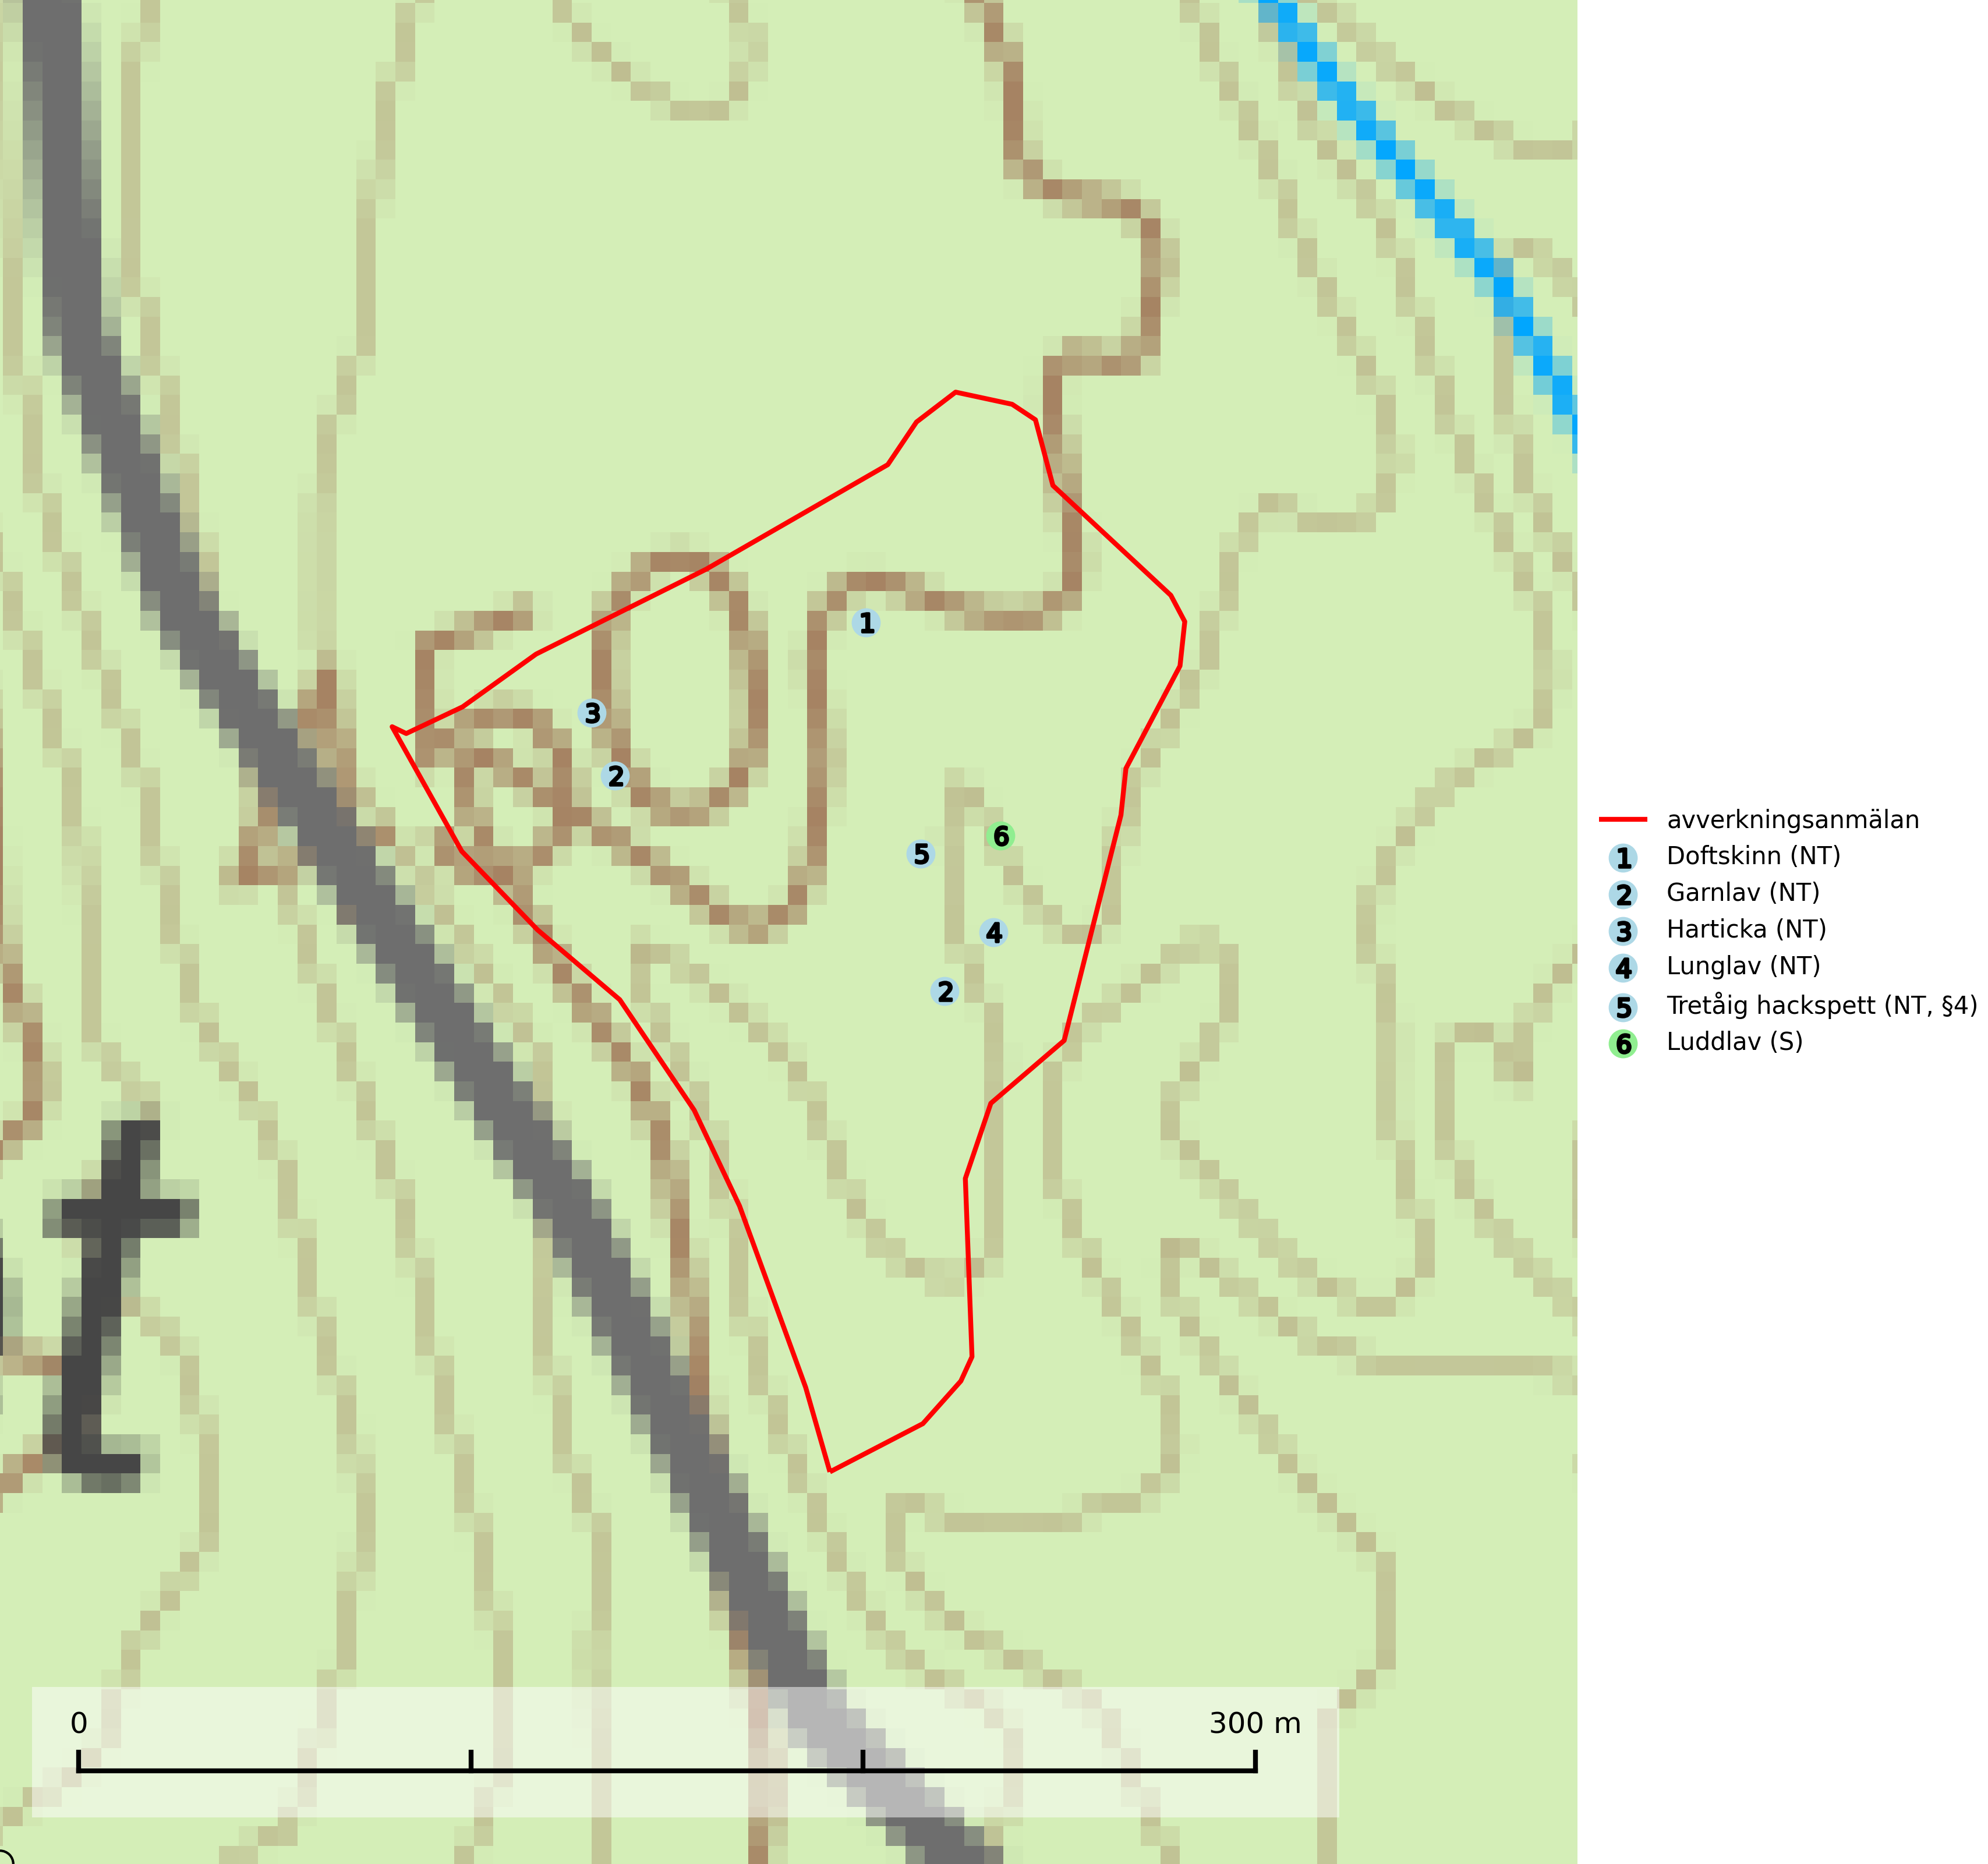 1
3
2
6
5
4
2
0 300 m
avverkningsanmälan
1 Doftskinn (NT)
2 Garnlav (NT)
3 Harticka (NT)
4 Lunglav (NT)
5 Tretåig hackspett (NT, §4)
6 Luddlav (S)